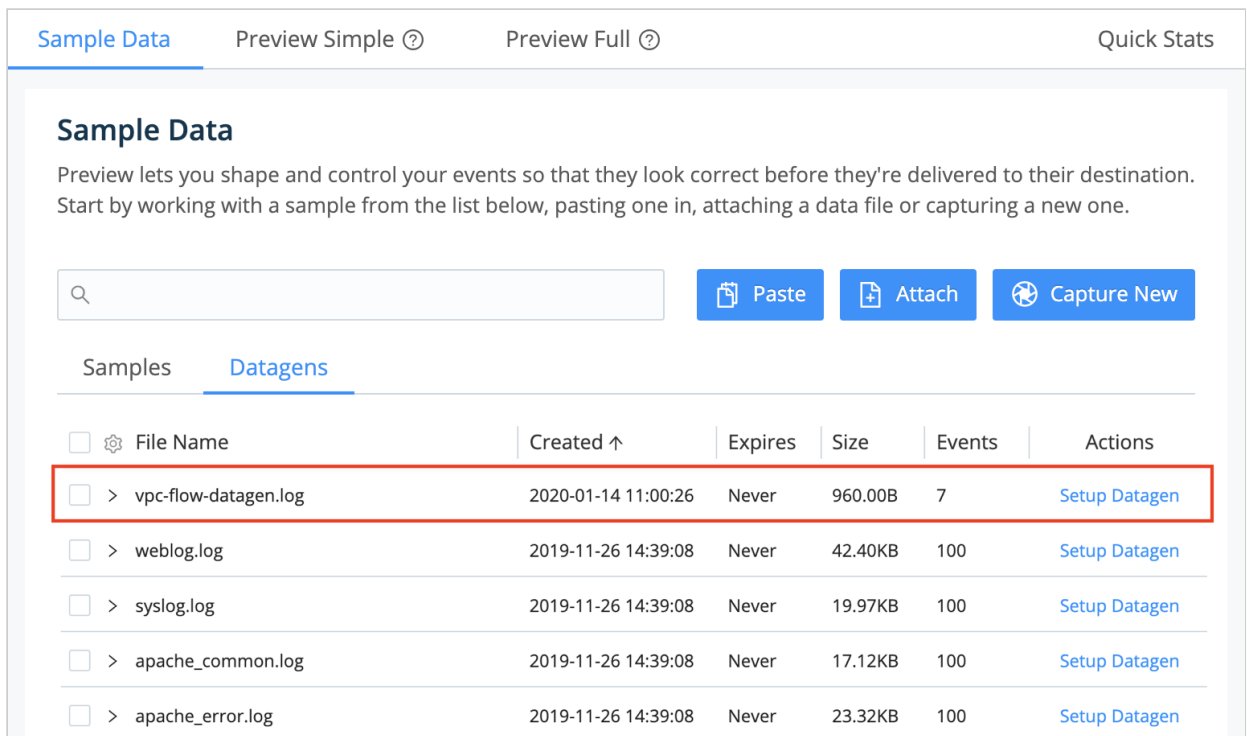 Sample Data Preview Simple Preview Full Quick Stats
Sample Data
Preview lets you shape and control your events so that they look correct before they're delivered to their destination.
Start by working with a sample from the list below, pasting one in, attaching a data file or capturing a new one.
Paste Attach Capture New
Samples Datagens
File Name Created ↑ Expires Size Events Actions
> vpc-flow-datagen.log 2020-01-14 11:00:26 Never 960.00B 7 Setup Datagen
> weblog.log 2019-11-26 14:39:08 Never 42.40KB 100 Setup Datagen
> syslog.log 2019-11-26 14:39:08 Never 19.97KB 100 Setup Datagen
> apache_common.log 2019-11-26 14:39:08 Never 17.12KB 100 Setup Datagen
> apache_error.log 2019-11-26 14:39:08 Never 23.32KB 100 Setup Datagen